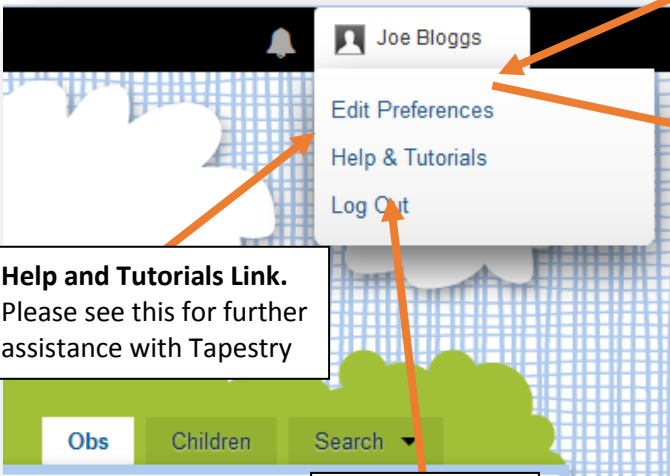 Joe Bloggs
Edit Preferences
Help & Tutorials
Log Out
Help and Tutorials Link.
Please see this for further
assistance with Tapestry
Obs Children Search